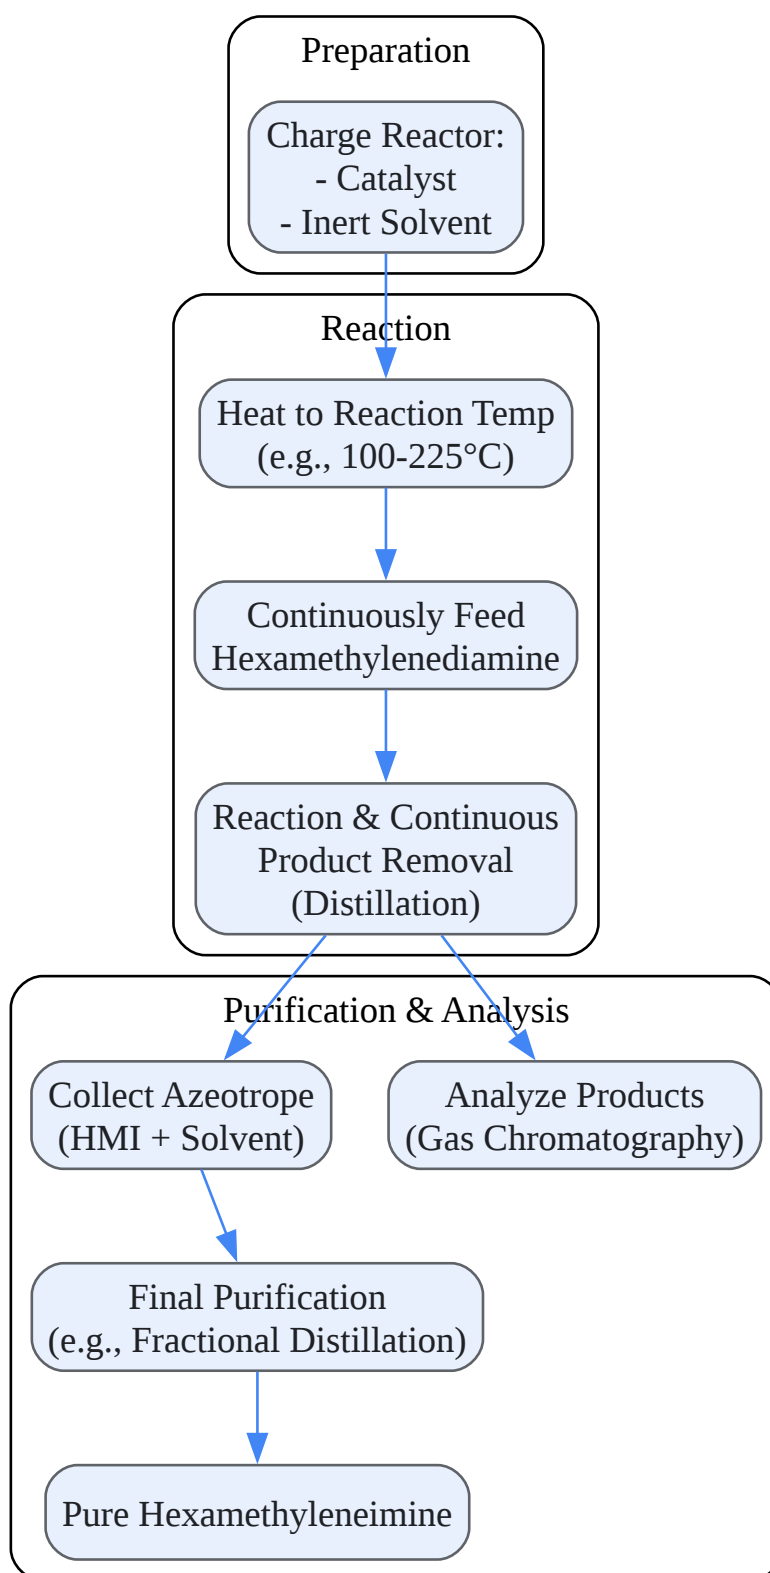 Preparation
Charge Reactor:
- Catalyst
- Inert Solvent
Reaction
Heat to Reaction Temp
(e.g., 100-225°C)
Continuously Feed
Hexamethylenediamine
Reaction & Continuous
Product Removal
(Distillation)
Purification & Analysis
Collect Azeotrope
(HMI + Solvent)
Analyze Products
(Gas Chromatography)
Final Purification
(e.g., Fractional Distillation)
Pure Hexamethyleneimine